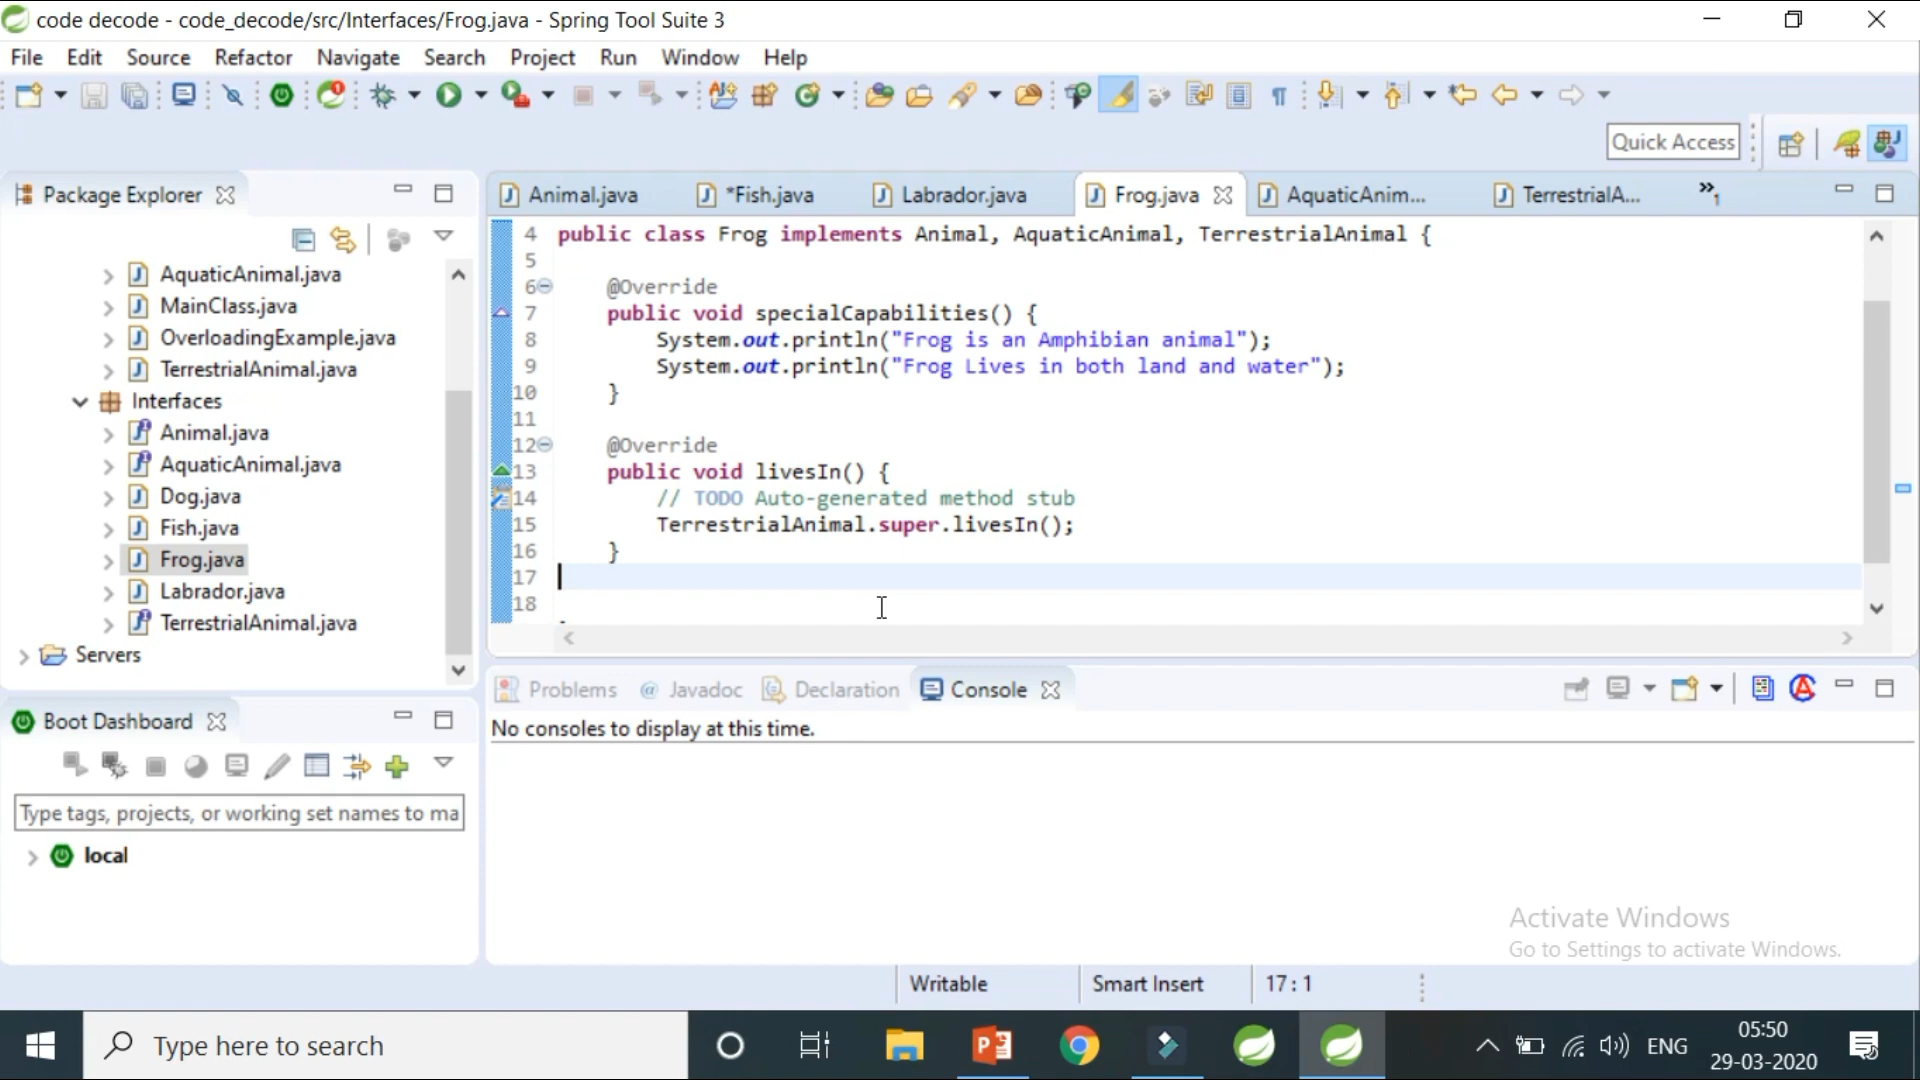 code decode - code_decode/src/Interfaces/Frog.java - Spring Tool Suite 3
File Edit Source Refactor Navigate Search Project Run Window Help
Quick Access
Package Explorer
AquaticAnimal.java
MainClass.java
OverloadingExample.java
TerrestrialAnimal.java
Interfaces
Animal.java
AquaticAnimal.java
Dog.java
Fish.java
Frog.java
Labrador.java
TerrestrialAnimal.java
Servers
Animal.java *Fish.java Labrador.java Frog.java AquaticAnim... TerrestrialA... »1
4 public class Frog implements Animal, AquaticAnimal, TerrestrialAnimal {
5
6 @Override
7 public void specialCapabilities() {
8 System.out.println("Frog is an Amphibian animal");
9 System.out.println("Frog Lives in both land and water");
10 }
11
12 @Override
13 public void livesIn() {
14 // TODO Auto-generated method stub
15 TerrestrialAnimal.super.livesIn();
16 }
17
18
Problems Javadoc Declaration Console
No consoles to display at this time.
Boot Dashboard
Type tags, projects, or working set names to ma
local
Activate Windows
Go to Settings to activate Windows.
Writable Smart Insert 17 : 1
Type here to search
ENG
05:50
29-03-2020